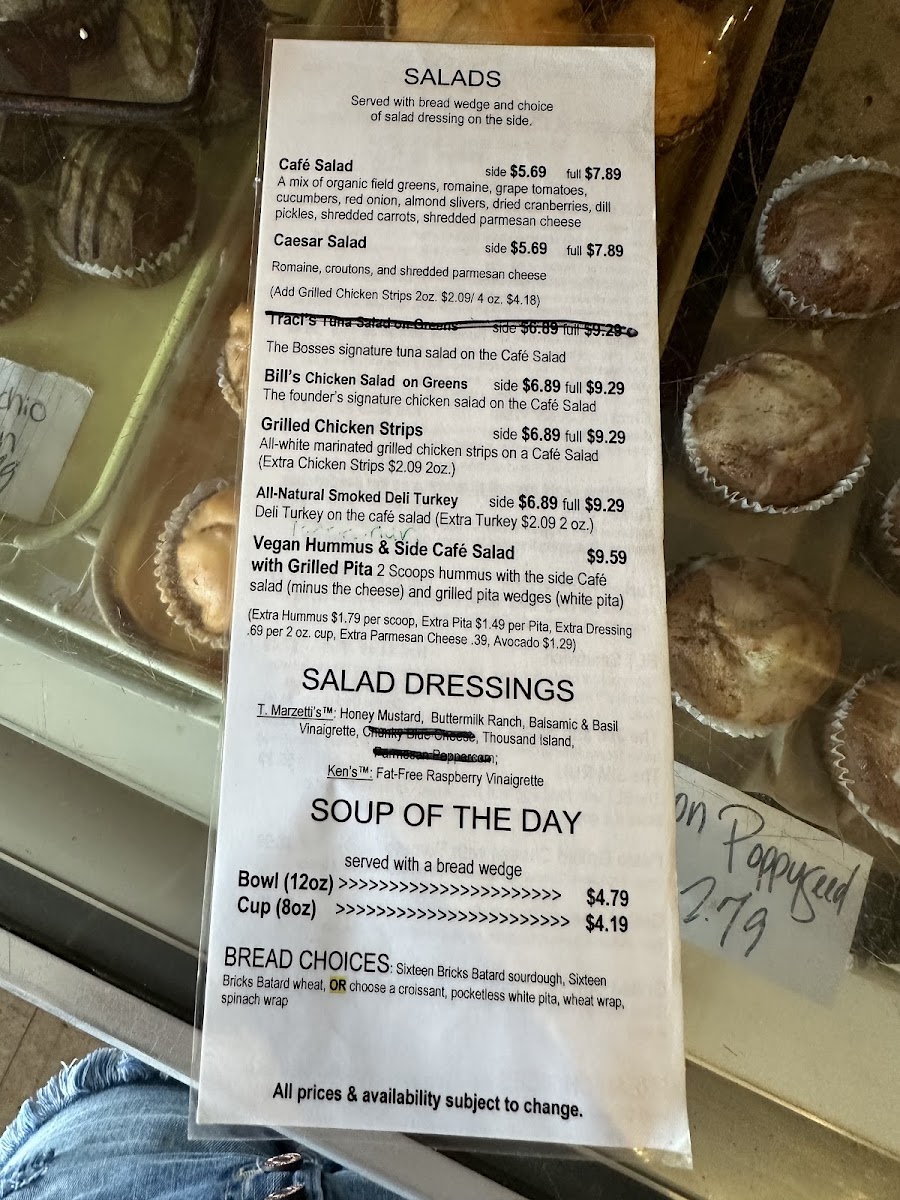 SALADS
Served with bread wedge and choice
of salad dressing on the side.
Café Salad side $5.69 full $7.89
A mix of organic field greens, romaine, grape tomatoes,
cucumbers, red onion, almond slivers, dried cranberries, dill
pickles, shredded carrots, shredded parmesan cheese
Caesar Salad side $5.69 full $7.89
Romaine, croutons, and shredded parmesan cheese
(Add Grilled Chicken Strips 2oz. $2.09/ 4 oz. $4.18)
Traci's Tuna Salad on Greens side $6.89 full $9.29
The Bosses signature tuna salad on the Café Salad
Bill's Chicken Salad on Greens side $6.89 full $9.29
The founder's signature chicken salad on the Café Salad
Grilled Chicken Strips side $6.89 full $9.29
All-white marinated grilled chicken strips on a Café Salad
(Extra Chicken Strips $2.09 2oz.)
All-Natural Smoked Deli Turkey side $6.89 full $9.29
Deli Turkey on the café salad (Extra Turkey $2.09 2 oz.)
Vegan Hummus & Side Café Salad $9.59
with Grilled Pita 2 Scoops hummus with the side Café
salad (minus the cheese) and grilled pita wedges (white pita)
(Extra Hummus $1.79 per scoop, Extra Pita $1.49 per Pita, Extra Dressing
.69 per 2 oz. cup, Extra Parmesan Cheese .39, Avocado $1.29)
SALAD DRESSINGS
T. Marzetti's™: Honey Mustard, Buttermilk Ranch, Balsamic & Basil
Vinaigrette, Chunky Blue Cheese, Thousand Island,
Parmesan Peppercorn;
Ken's™: Fat-Free Raspberry Vinaigrette
SOUP OF THE DAY
served with a bread wedge
Bowl (12oz) >>>>>>>>>>>>>>>>>>>>>> $4.79
Cup (8oz) >>>>>>>>>>>>>>>>>>>>>>> $4.19
BREAD CHOICES: Sixteen Bricks Batard sourdough, Sixteen
Bricks Batard wheat, OR choose a croissant, pocketless white pita, wheat wrap,
spinach wrap
All prices & availability subject to change.
on Poppyseed
2.79
chio